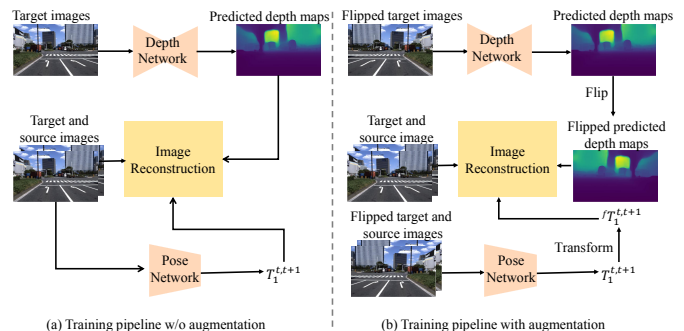 Target images
Depth
Network
Predicted depth maps
Target and
source images
Image
Reconstruction
Pose
Network
T_1^{t,t+1}
(a) Training pipeline w/o augmentation
Flipped target images
Depth
Network
Predicted depth maps
Flip
Target and
source images
Image
Reconstruction
Flipped predicted
depth maps
^fT_1^{t,t+1}
Flipped target and
source images
Transform
Pose
Network
T_1^{t,t+1}
(b) Training pipeline with augmentation